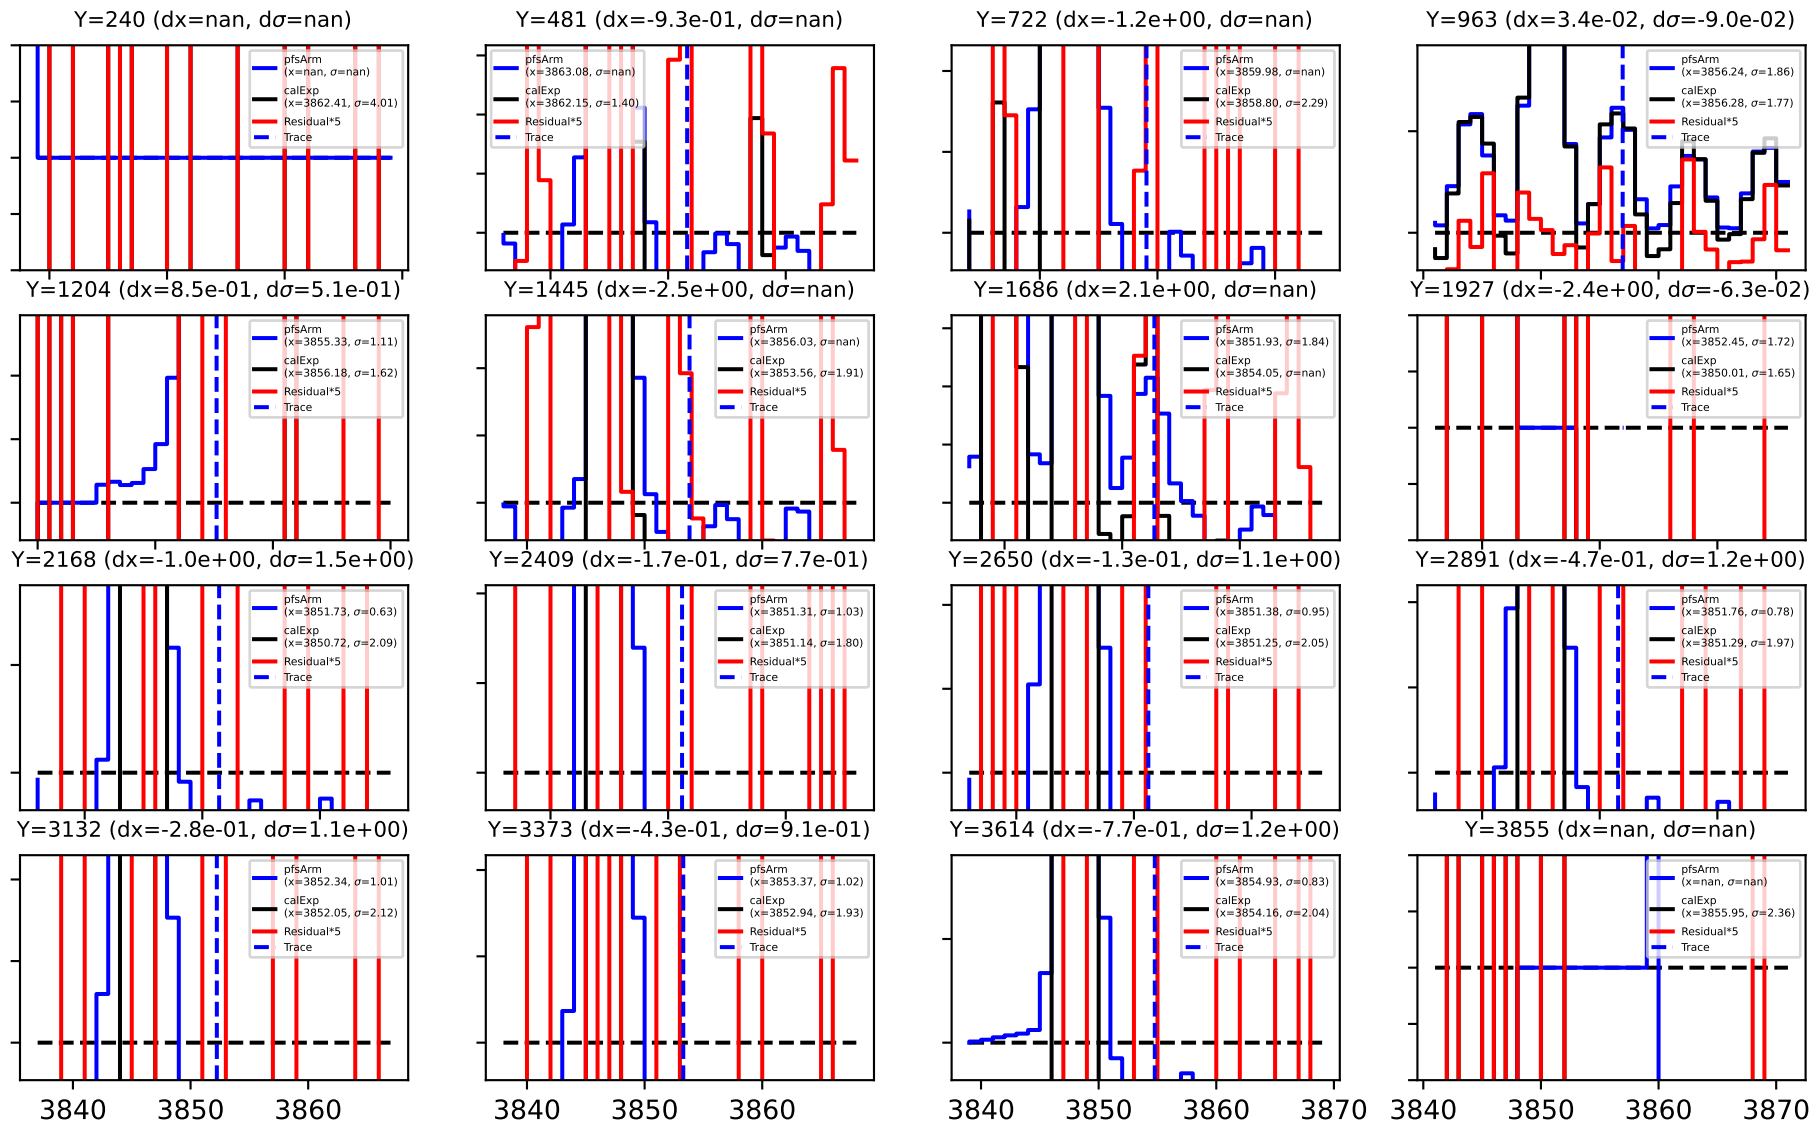 Y=240 (dx=nan, dσ=nan)
pfsArm
(x=nan, σ=nan)
calExp
(x=3862.41, σ=4.01)
Residual*5
Trace
Y=481 (dx=-9.3e-01, dσ=nan)
pfsArm
(x=3863.08, σ=nan)
calExp
(x=3862.15, σ=1.40)
Residual*5
Trace
Y=722 (dx=-1.2e+00, dσ=nan)
pfsArm
(x=3859.98, σ=nan)
calExp
(x=3858.80, σ=2.29)
Residual*5
Trace
Y=963 (dx=3.4e-02, dσ=-9.0e-02)
pfsArm
(x=3856.24, σ=1.86)
calExp
(x=3856.28, σ=1.77)
Residual*5
Trace
Y=1204 (dx=8.5e-01, dσ=5.1e-01)
pfsArm
(x=3855.33, σ=1.11)
calExp
(x=3856.18, σ=1.62)
Residual*5
Trace
Y=1445 (dx=-2.5e+00, dσ=nan)
pfsArm
(x=3856.03, σ=nan)
calExp
(x=3853.56, σ=1.91)
Residual*5
Trace
Y=1686 (dx=2.1e+00, dσ=nan)
pfsArm
(x=3851.93, σ=1.84)
calExp
(x=3854.05, σ=nan)
Residual*5
Trace
Y=1927 (dx=-2.4e+00, dσ=-6.3e-02)
pfsArm
(x=3852.45, σ=1.72)
calExp
(x=3850.01, σ=1.65)
Residual*5
Trace
Y=2168 (dx=-1.0e+00, dσ=1.5e+00)
pfsArm
(x=3851.73, σ=0.63)
calExp
(x=3850.72, σ=2.09)
Residual*5
Trace
Y=2409 (dx=-1.7e-01, dσ=7.7e-01)
pfsArm
(x=3851.31, σ=1.03)
calExp
(x=3851.14, σ=1.80)
Residual*5
Trace
Y=2650 (dx=-1.3e-01, dσ=1.1e+00)
pfsArm
(x=3851.38, σ=0.95)
calExp
(x=3851.25, σ=2.05)
Residual*5
Trace
Y=2891 (dx=-4.7e-01, dσ=1.2e+00)
pfsArm
(x=3851.76, σ=0.78)
calExp
(x=3851.29, σ=1.97)
Residual*5
Trace
Y=3132 (dx=-2.8e-01, dσ=1.1e+00)
pfsArm
(x=3852.34, σ=1.01)
calExp
(x=3852.05, σ=2.12)
Residual*5
Trace
3840 3850 3860
Y=3373 (dx=-4.3e-01, dσ=9.1e-01)
pfsArm
(x=3853.37, σ=1.02)
calExp
(x=3852.94, σ=1.93)
Residual*5
Trace
3840 3850 3860
Y=3614 (dx=-7.7e-01, dσ=1.2e+00)
pfsArm
(x=3854.93, σ=0.83)
calExp
(x=3854.16, σ=2.04)
Residual*5
Trace
3840 3850 3860 3870
Y=3855 (dx=nan, dσ=nan)
pfsArm
(x=nan, σ=nan)
calExp
(x=3855.95, σ=2.36)
Residual*5
Trace
3840 3850 3860 3870